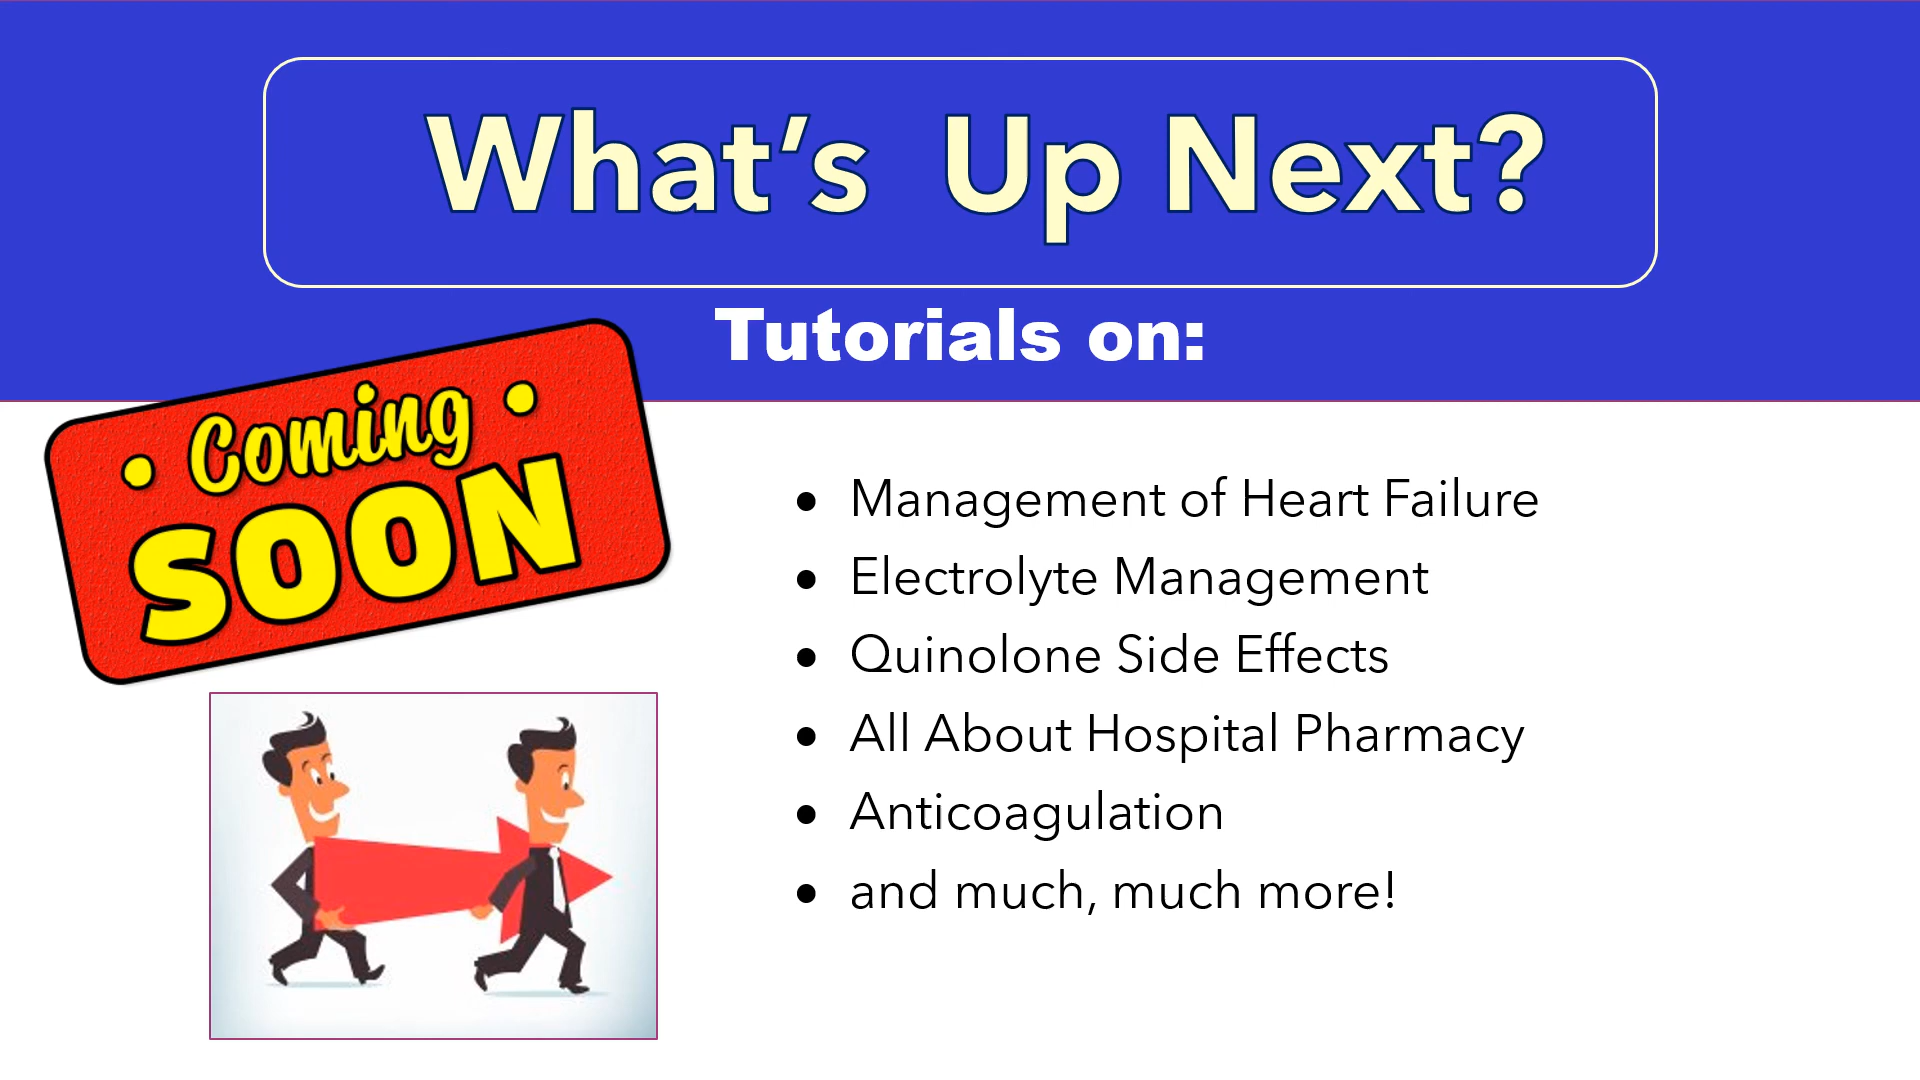 What’s  Up Next?
Tutorials on:
• Coming •
SOON
• Management of Heart Failure
• Electrolyte Management
• Quinolone Side Effects
• All About Hospital Pharmacy
• Anticoagulation
• and much, much more!